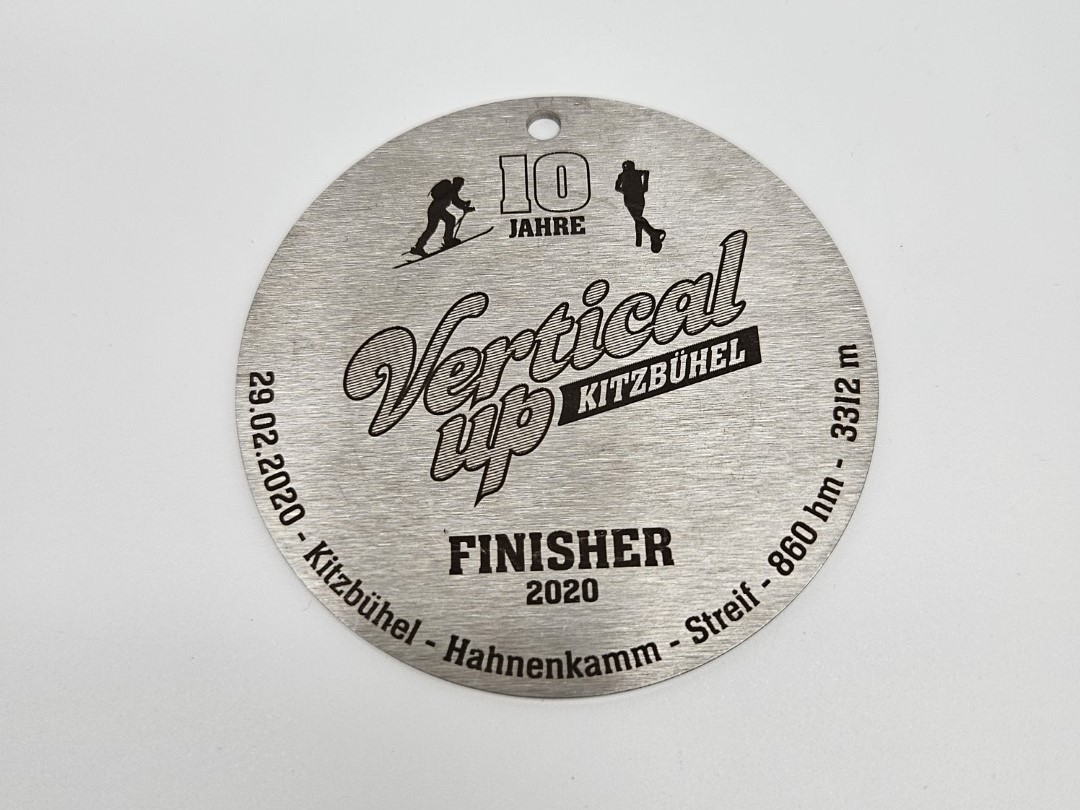 10
JAHRE
Vertical
up KITZBÜHEL
FINISHER
2020
29.02.2020 - Kitzbühel - Hahnenkamm - Streif - 860 hm - 3312 m